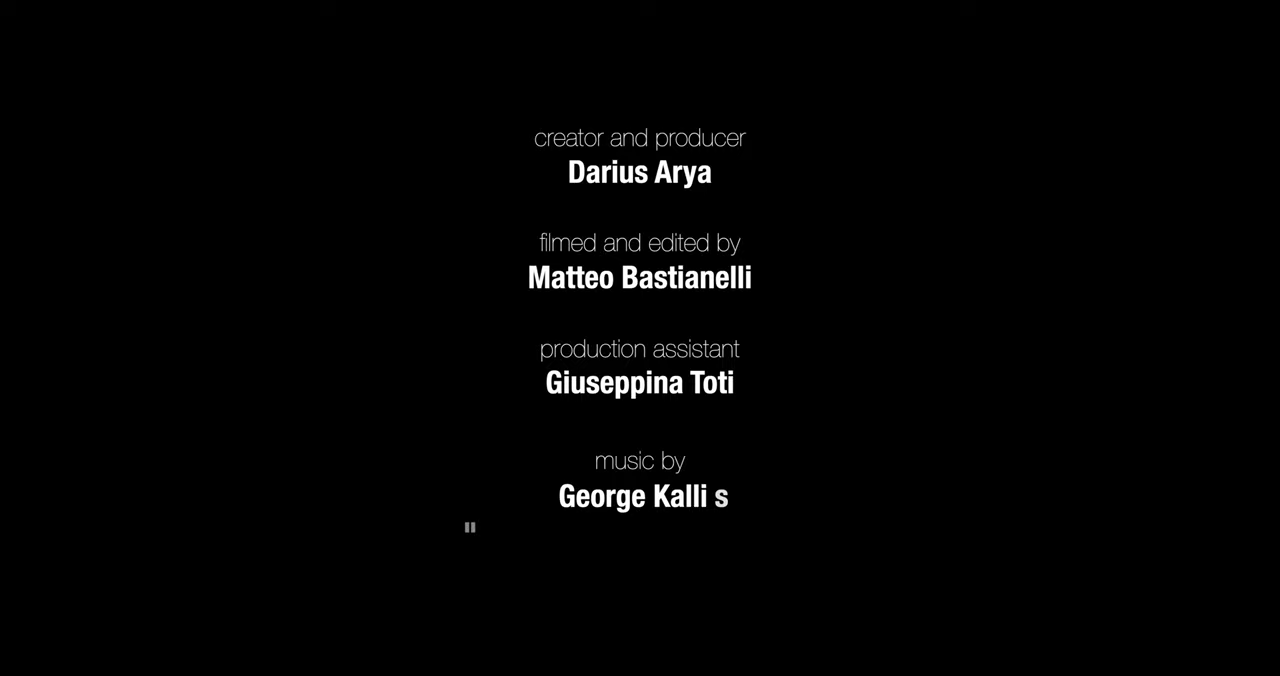 creator and producer
Darius Arya
filmed and edited by
Matteo Bastianelli
production assistant
Giuseppina Toti
music by
George Kalli s
"